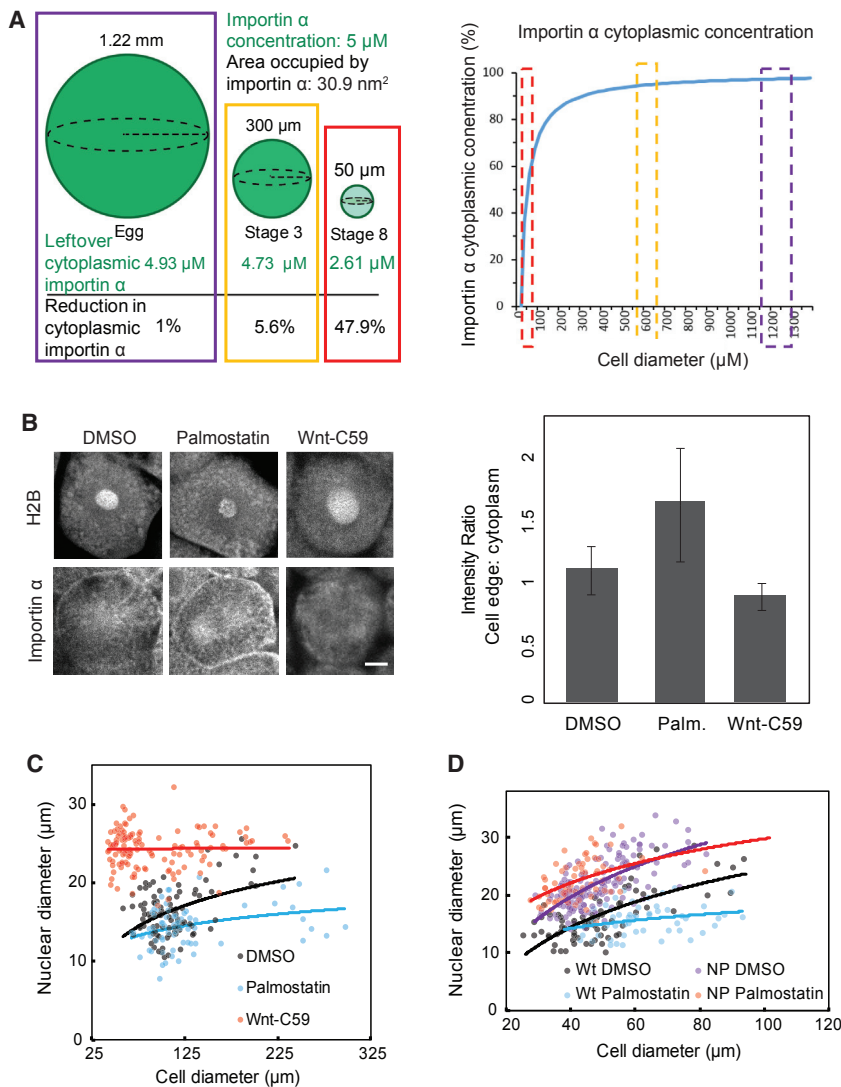 A
1.22 mm
Importin α
concentration: 5 µM
Area occupied by
importin α: 30.9 nm²
300 µm
50 µm
Egg
Stage 3
Stage 8
Leftover
cytoplasmic 4.93 µM
importin α
4.73 µM
2.61 µM
Reduction in
cytoplasmic
importin α
1%
5.6%
47.9%
Importin α cytoplasmic concentration
Importin α cytoplasmic concentration (%)
100
80
60
40
20
0
0
100
200
300
400
500
600
700
800
900
1000
1100
1200
1300
Cell diameter (µM)
B
DMSO
Palmostatin
Wnt-C59
H2B
Importin α
Intensity Ratio
Cell edge: cytoplasm
2
1.5
1
0.5
0
DMSO
Palm.
Wnt-C59
C
Nuclear diameter (µm)
30
20
10
0
DMSO
Palmostatin
Wnt-C59
25
125
225
325
Cell diameter (µm)
D
Nuclear diameter (µm)
30
20
10
0
Wt DMSO
NP DMSO
Wt Palmostatin
NP Palmostatin
20
40
60
80
100
120
Cell diameter (µm)